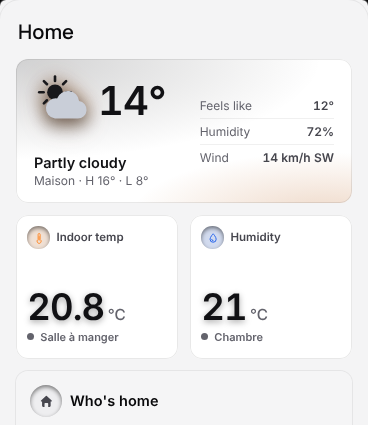 Home
14°
Partly cloudy
Maison · H 16° · L 8°
Feels like 12°
Humidity 72%
Wind 14 km/h SW
Indoor temp
20.8 °C
Salle à manger
Humidity
21 °C
Chambre
Who's home